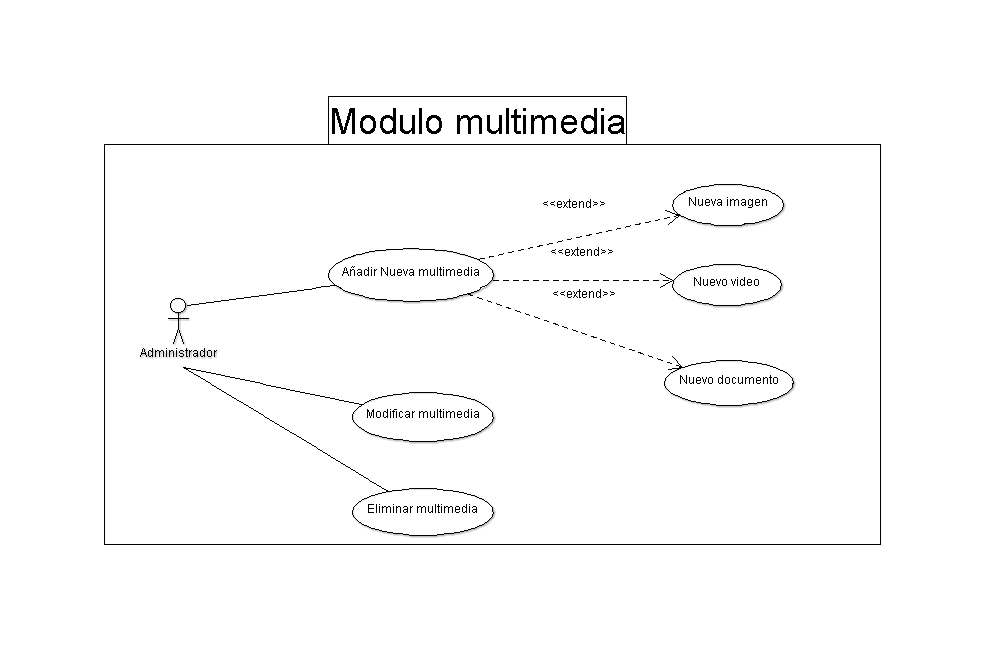 Modulo multimedia
<<extend>>
Nueva imagen
<<extend>>
Añadir Nueva multimedia
Nuevo video
<<extend>>
Administrador
Nuevo documento
Modificar multimedia
Eliminar multimedia